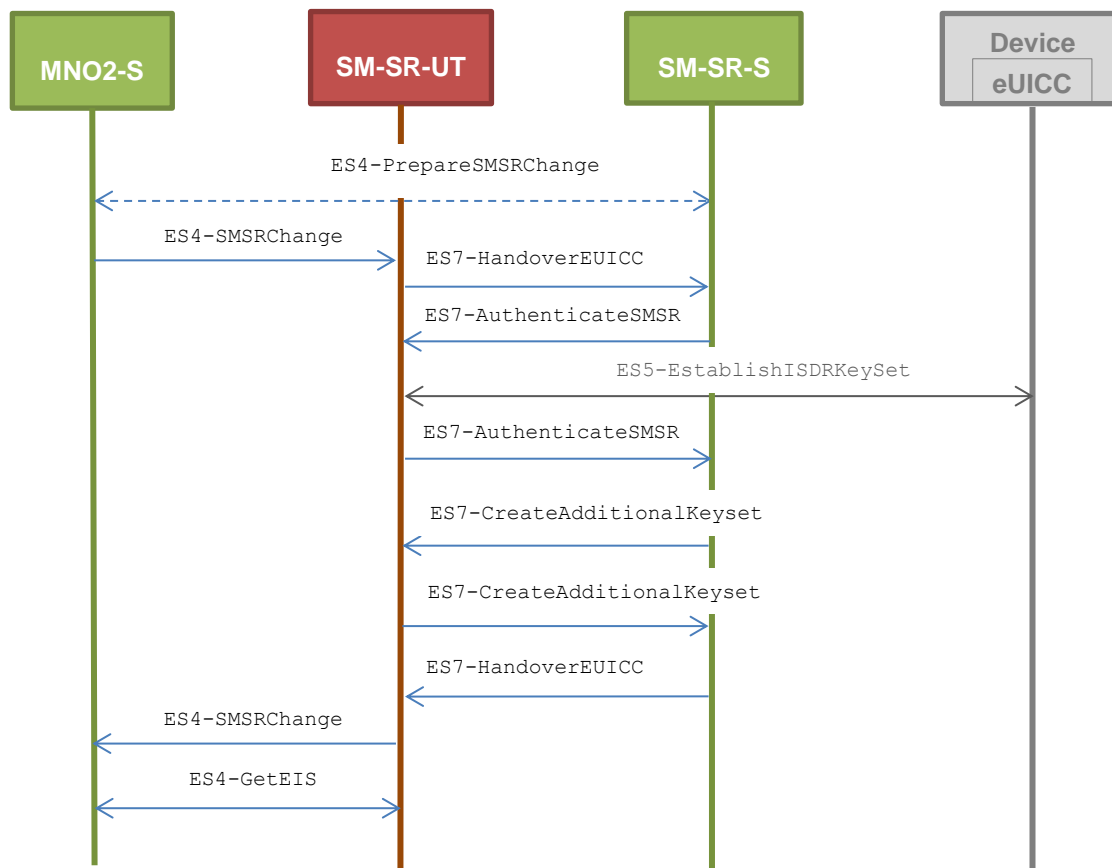 MNO2-S
SM-SR-UT
SM-SR-S
Device
eUICC
ES4-PrepareSMSRChange
ES4-SMSRChange
ES7-HandoverEUICC
ES7-AuthenticateSMSR
ES5-EstablishISDRKeySet
ES7-AuthenticateSMSR
ES7-CreateAdditionalKeyset
ES7-CreateAdditionalKeyset
ES7-HandoverEUICC
ES4-SMSRChange
ES4-GetEIS